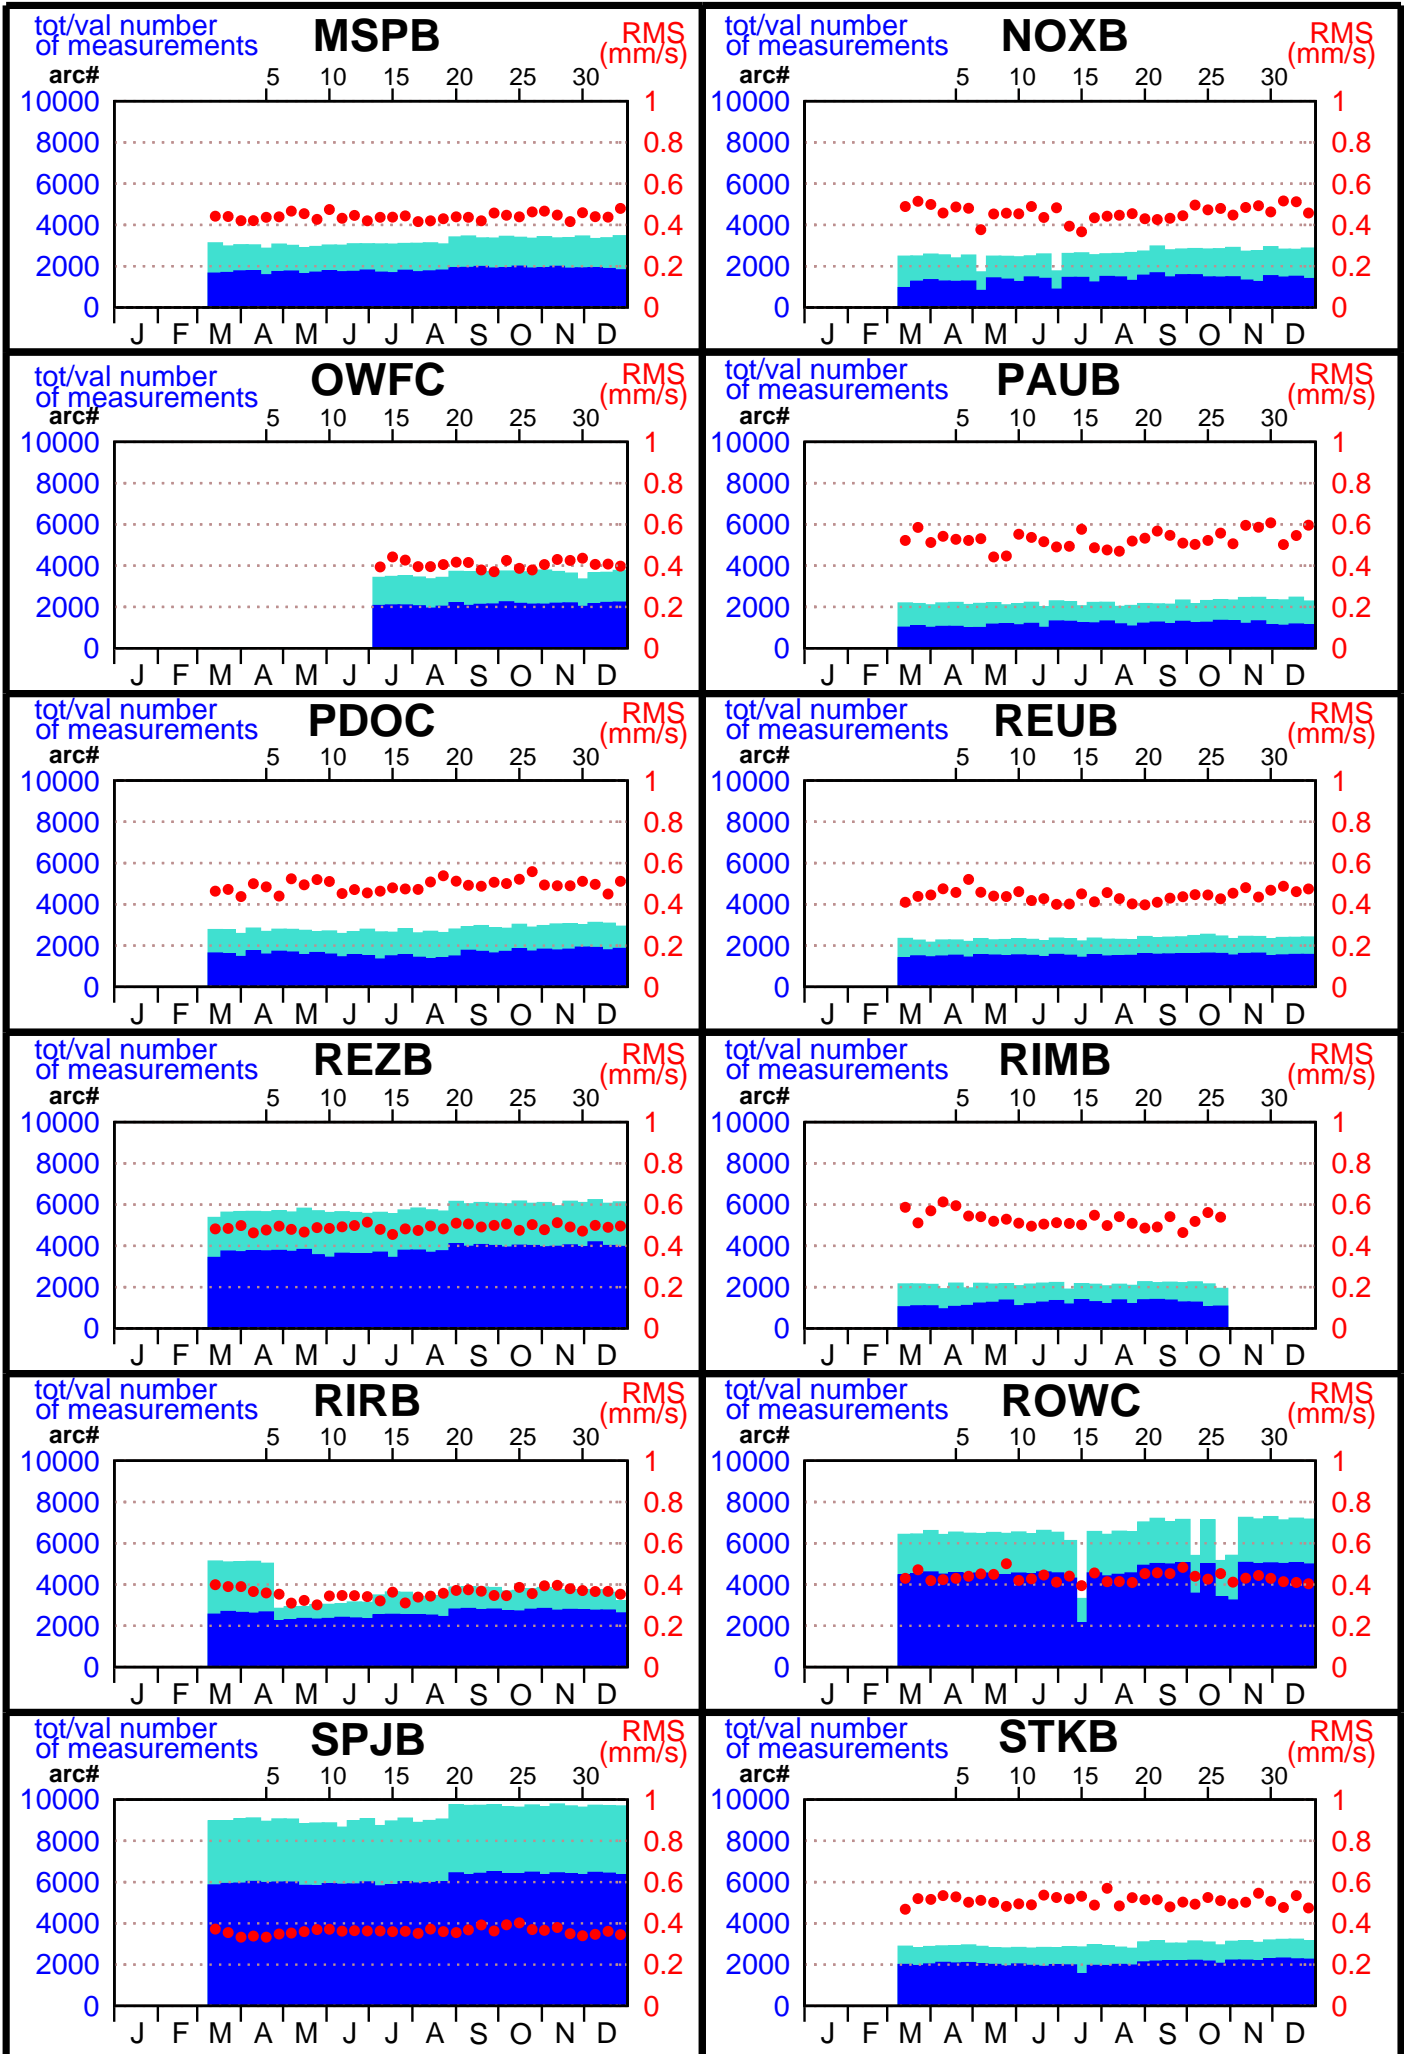 tot/val number MSPB RMS
of measurements (mm/s)
arc# 5 10 15 20 25 30
10000 1
8000 0.8
6000 0.6
4000 0.4
2000 0.2
0 0
J F M A M J J A S O N D
tot/val number NOXB RMS
of measurements (mm/s)
arc# 5 10 15 20 25 30
10000 1
8000 0.8
6000 0.6
4000 0.4
2000 0.2
0 0
J F M A M J J A S O N D
tot/val number OWFC RMS
of measurements (mm/s)
arc# 5 10 15 20 25 30
10000 1
8000 0.8
6000 0.6
4000 0.4
2000 0.2
0 0
J F M A M J J A S O N D
tot/val number PAUB RMS
of measurements (mm/s)
arc# 5 10 15 20 25 30
10000 1
8000 0.8
6000 0.6
4000 0.4
2000 0.2
0 0
J F M A M J J A S O N D
tot/val number PDOC RMS
of measurements (mm/s)
arc# 5 10 15 20 25 30
10000 1
8000 0.8
6000 0.6
4000 0.4
2000 0.2
0 0
J F M A M J J A S O N D
tot/val number REUB RMS
of measurements (mm/s)
arc# 5 10 15 20 25 30
10000 1
8000 0.8
6000 0.6
4000 0.4
2000 0.2
0 0
J F M A M J J A S O N D
tot/val number REZB RMS
of measurements (mm/s)
arc# 5 10 15 20 25 30
10000 1
8000 0.8
6000 0.6
4000 0.4
2000 0.2
0 0
J F M A M J J A S O N D
tot/val number RIMB RMS
of measurements (mm/s)
arc# 5 10 15 20 25 30
10000 1
8000 0.8
6000 0.6
4000 0.4
2000 0.2
0 0
J F M A M J J A S O N D
tot/val number RIRB RMS
of measurements (mm/s)
arc# 5 10 15 20 25 30
10000 1
8000 0.8
6000 0.6
4000 0.4
2000 0.2
0 0
J F M A M J J A S O N D
tot/val number ROWC RMS
of measurements (mm/s)
arc# 5 10 15 20 25 30
10000 1
8000 0.8
6000 0.6
4000 0.4
2000 0.2
0 0
J F M A M J J A S O N D
tot/val number SPJB RMS
of measurements (mm/s)
arc# 5 10 15 20 25 30
10000 1
8000 0.8
6000 0.6
4000 0.4
2000 0.2
0 0
J F M A M J J A S O N D
tot/val number STKB RMS
of measurements (mm/s)
arc# 5 10 15 20 25 30
10000 1
8000 0.8
6000 0.6
4000 0.4
2000 0.2
0 0
J F M A M J J A S O N D